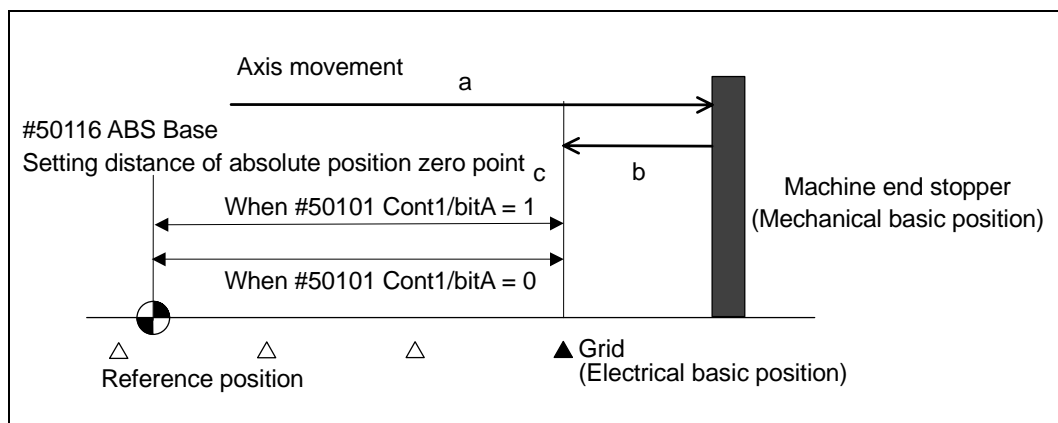 Axis movement
a
#50116 ABS Base
Setting distance of absolute position zero point
c
b
When #50101 Cont1/bitA = 1
Machine end stopper
(Mechanical basic position)
When #50101 Cont1/bitA = 0
Grid
(Electrical basic position)
Reference position